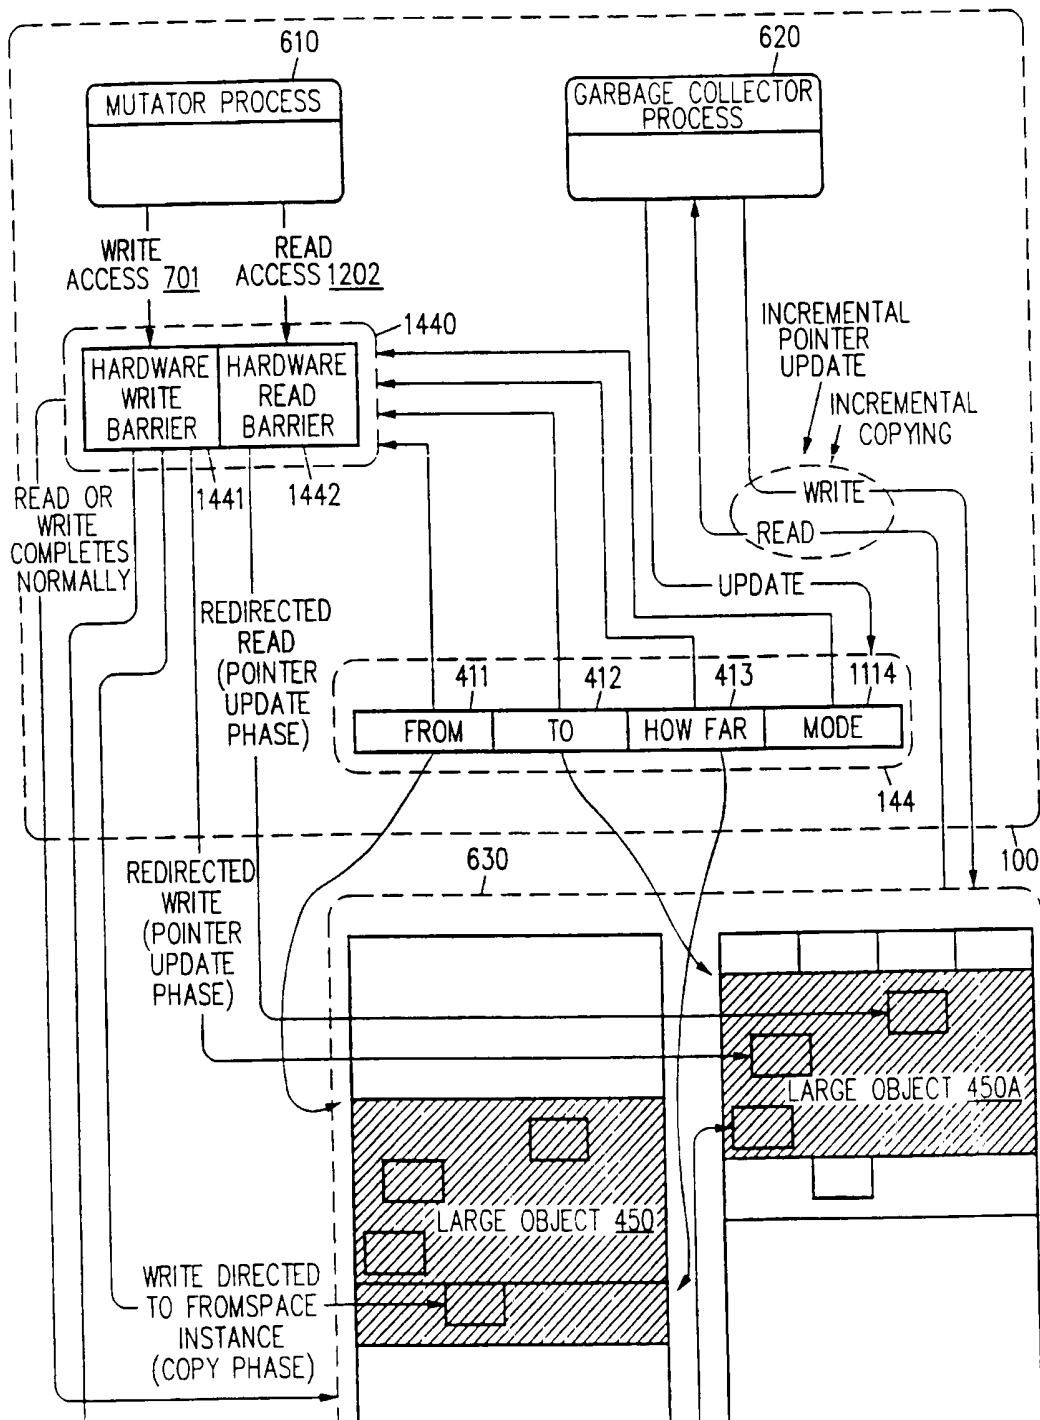 610
620
MUTATOR PROCESS
GARBAGE COLLECTOR
PROCESS
WRITE
ACCESS 701
READ
ACCESS 1202
1440
INCREMENTAL
POINTER
UPDATE
INCREMENTAL
COPYING
HARDWARE
WRITE
BARRIER
HARDWARE
READ
BARRIER
1441
1442
READ OR
WRITE
COMPLETES
NORMALLY
WRITE
READ
UPDATE
REDIRECTED
READ
(POINTER
UPDATE
PHASE)
411
412
413
1114
FROM
TO
HOW FAR
MODE
144
100
630
REDIRECTED
WRITE
(POINTER
UPDATE
PHASE)
LARGE OBJECT 450A
LARGE OBJECT 450
WRITE DIRECTED
TO FROMSPACE
INSTANCE
(COPY PHASE)